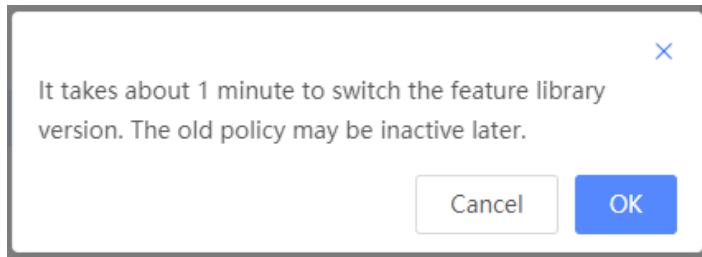 It takes about 1 minute to switch the feature library
version. The old policy may be inactive later.
Cancel
OK